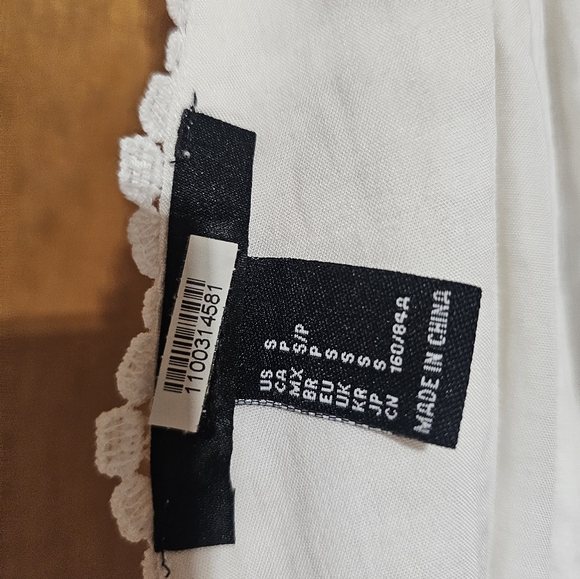 1100314581
US S
CA P
MX S/P
BR P
EU S
UK S
KR S
JP S
CN 160/84A
MADE IN CHINA